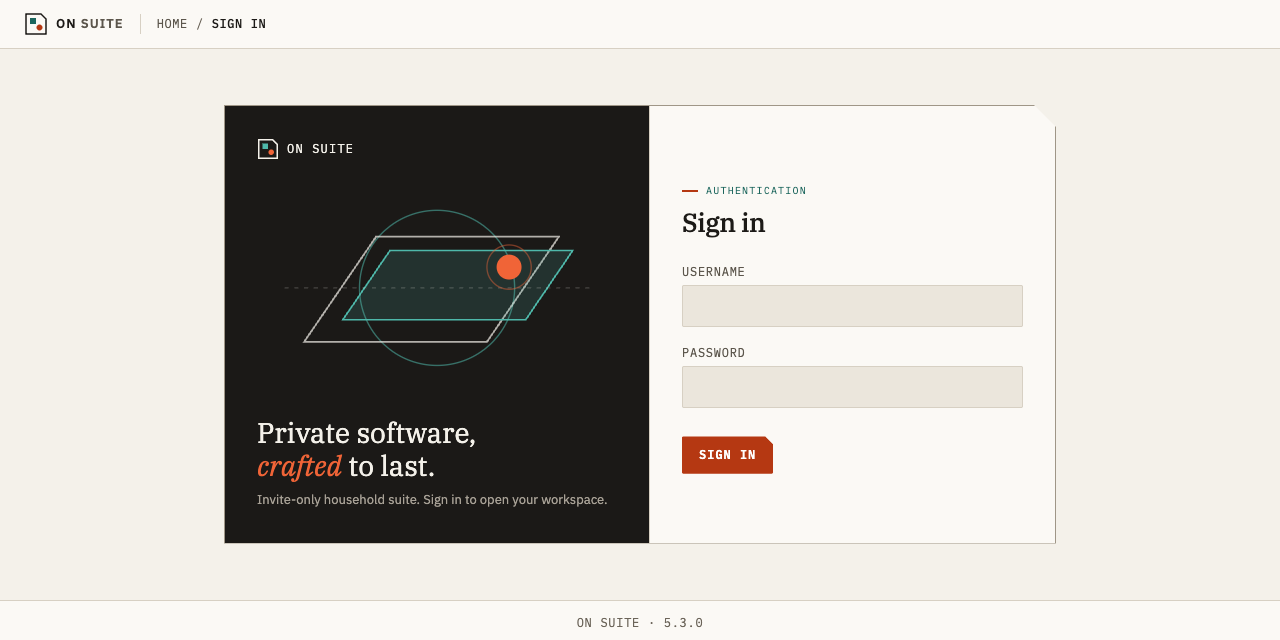 ON SUITE
HOME / SIGN IN
ON SUITE
Private software,
crafted to last.
Invite-only household suite. Sign in to open your workspace.
AUTHENTICATION
Sign in
USERNAME
PASSWORD
SIGN IN
ON SUITE · 5.3.0